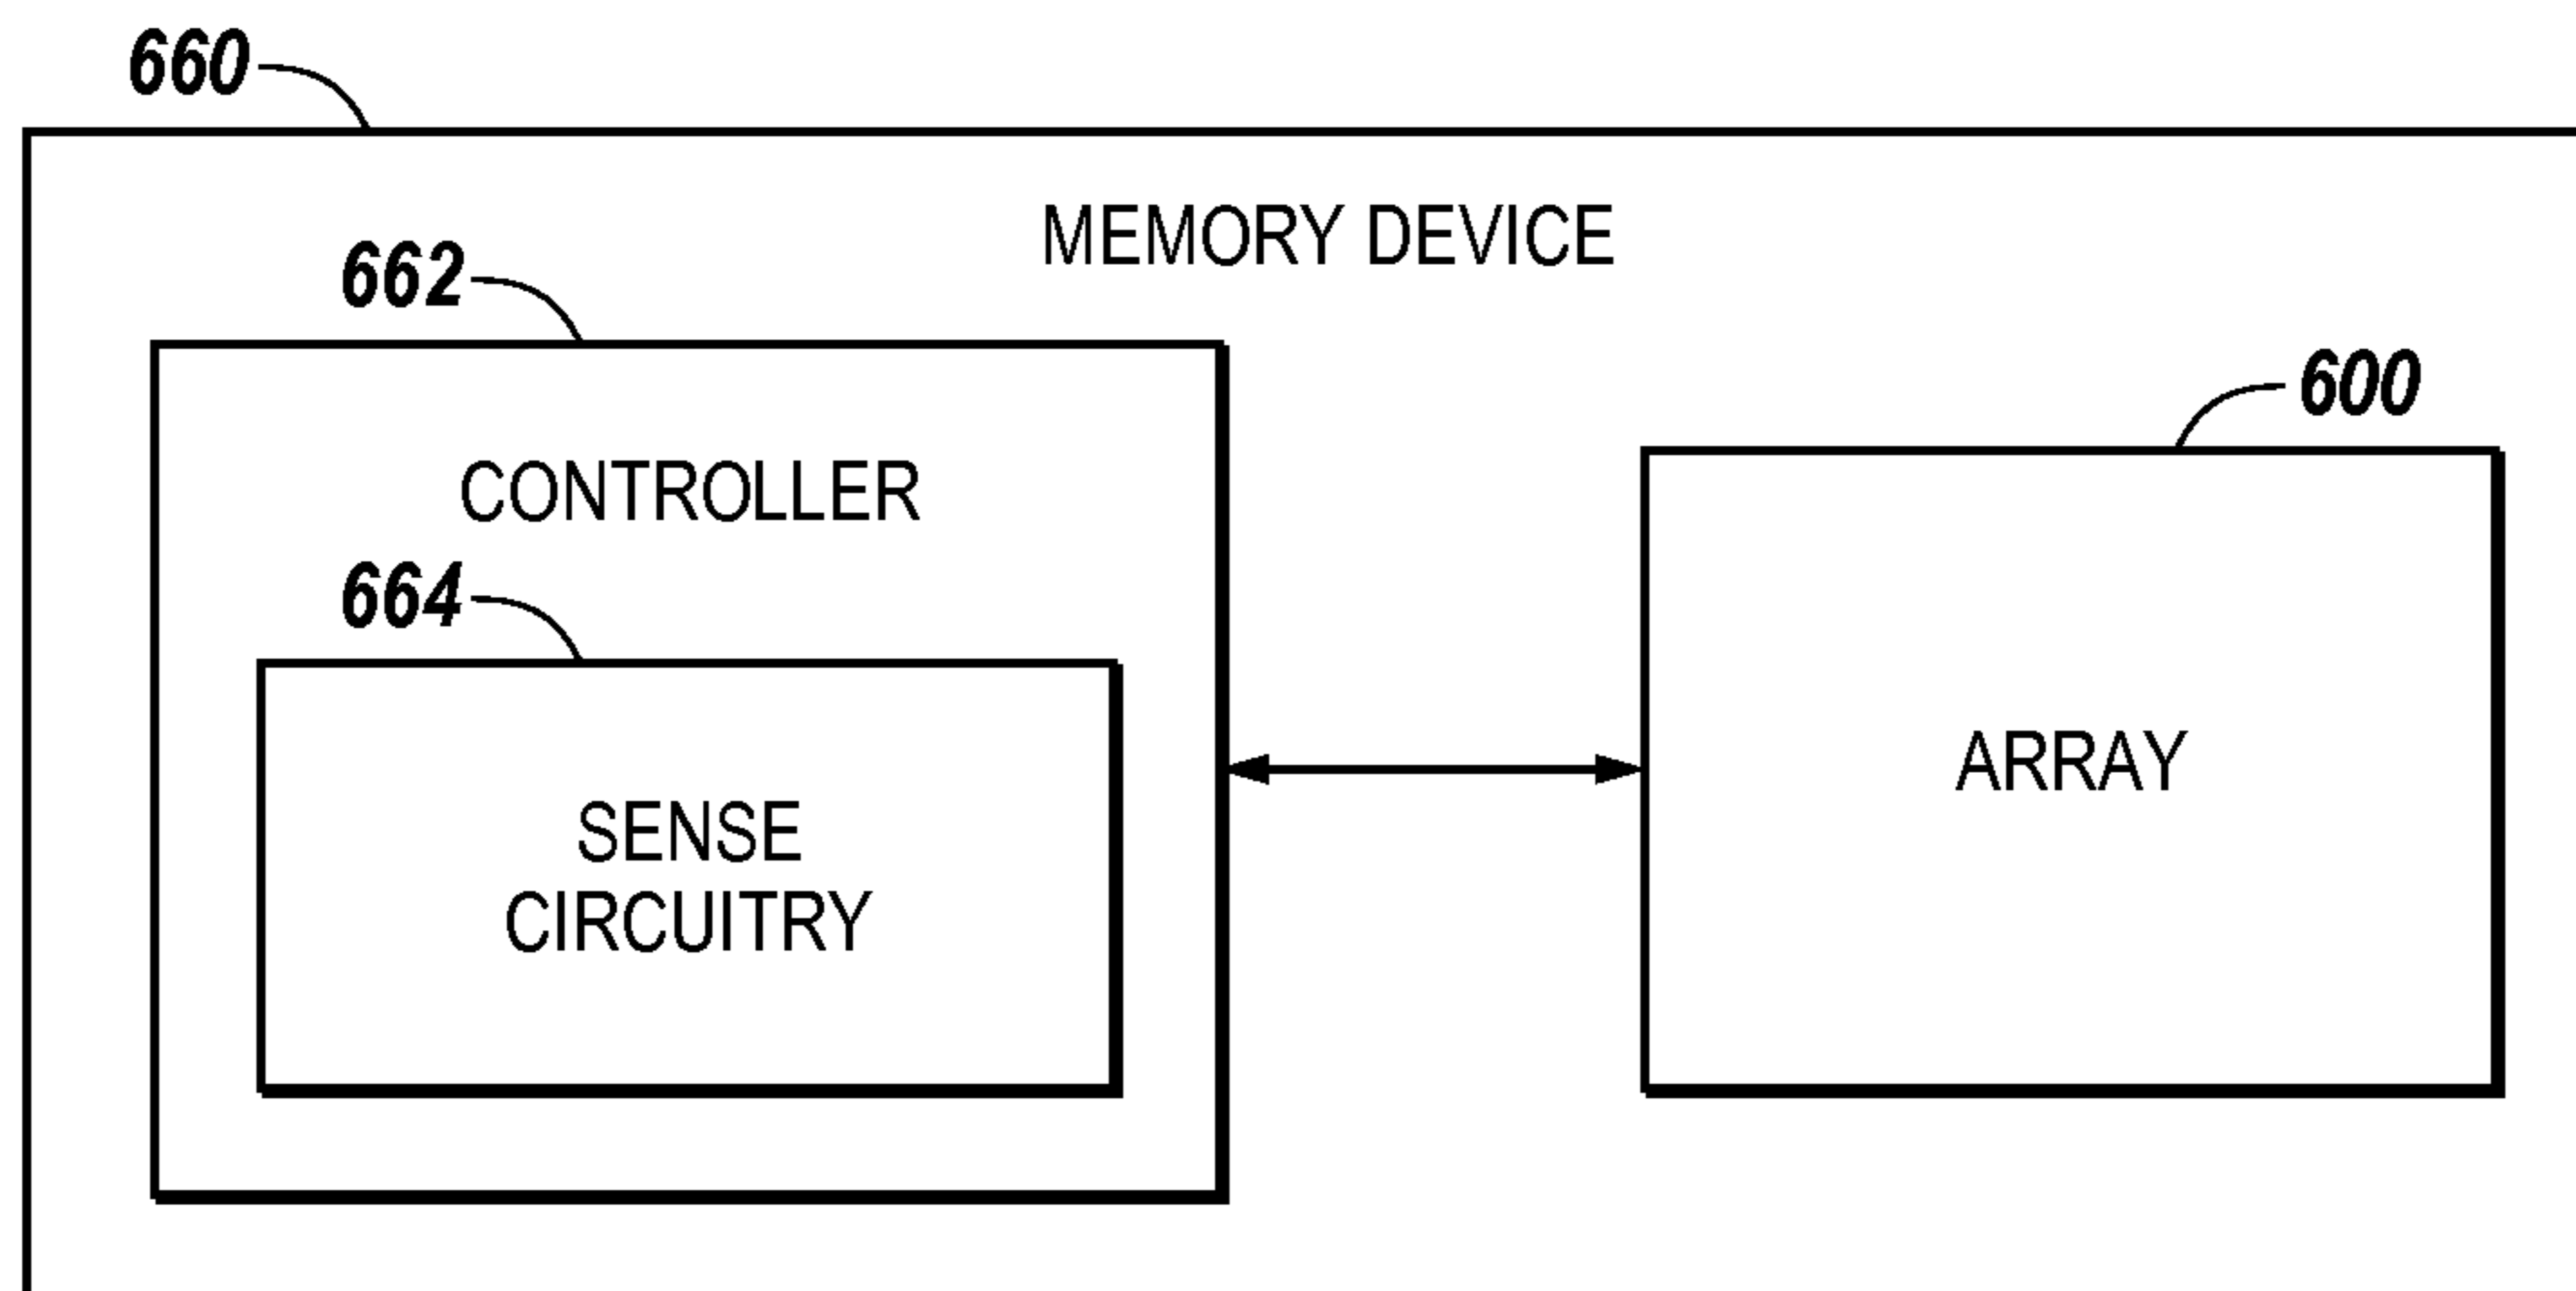 660
MEMORY DEVICE
662
600
CONTROLLER
664
ARRAY
SENSE
CIRCUITRY